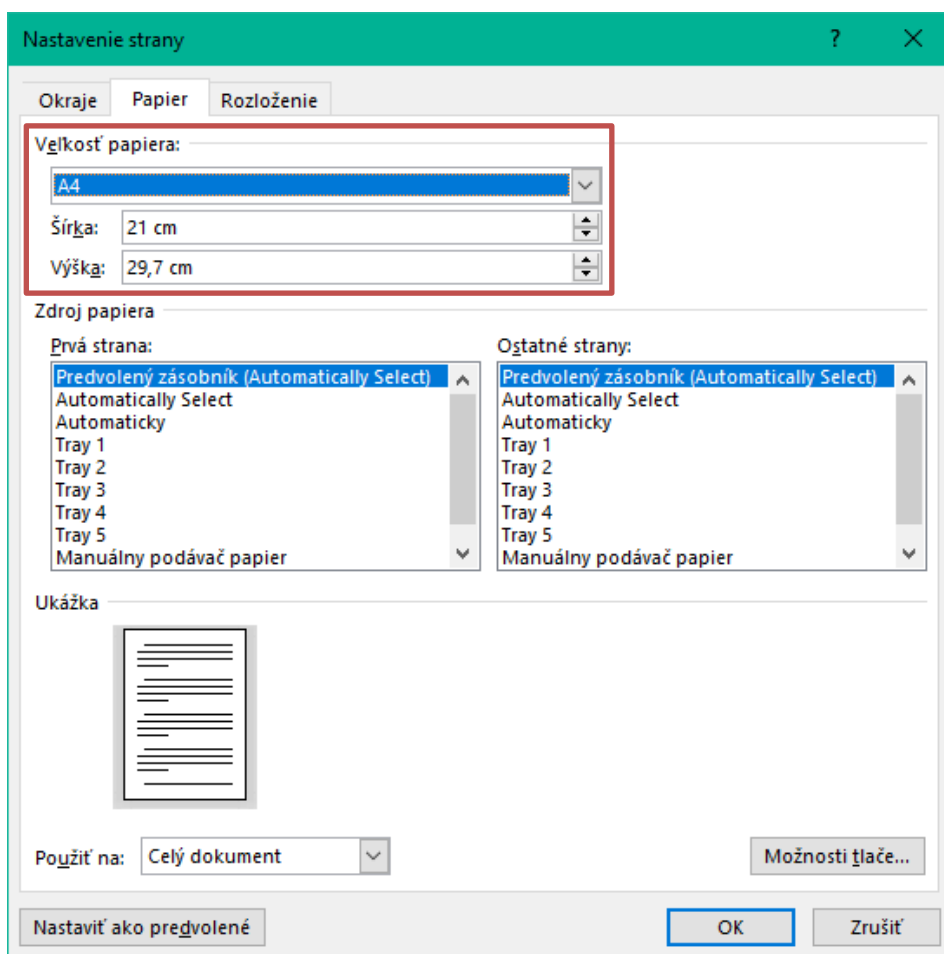 Nastavenie strany ?
Okraje Papier Rozloženie
Veľkosť papiera:
A4
Šírka: 21 cm
Výška: 29,7 cm
Zdroj papiera
Prvá strana:
Predvolený zásobník (Automatically Select)
Automatically Select
Automaticky
Tray 1
Tray 2
Tray 3
Tray 4
Tray 5
Manuálny podávač papier
Ostatné strany:
Predvolený zásobník (Automatically Select)
Automatically Select
Automaticky
Tray 1
Tray 2
Tray 3
Tray 4
Tray 5
Manuálny podávač papier
Ukážka
Použiť na: Celý dokument
Možnosti tlače...
Nastaviť ako predvolené
OK
Zrušiť